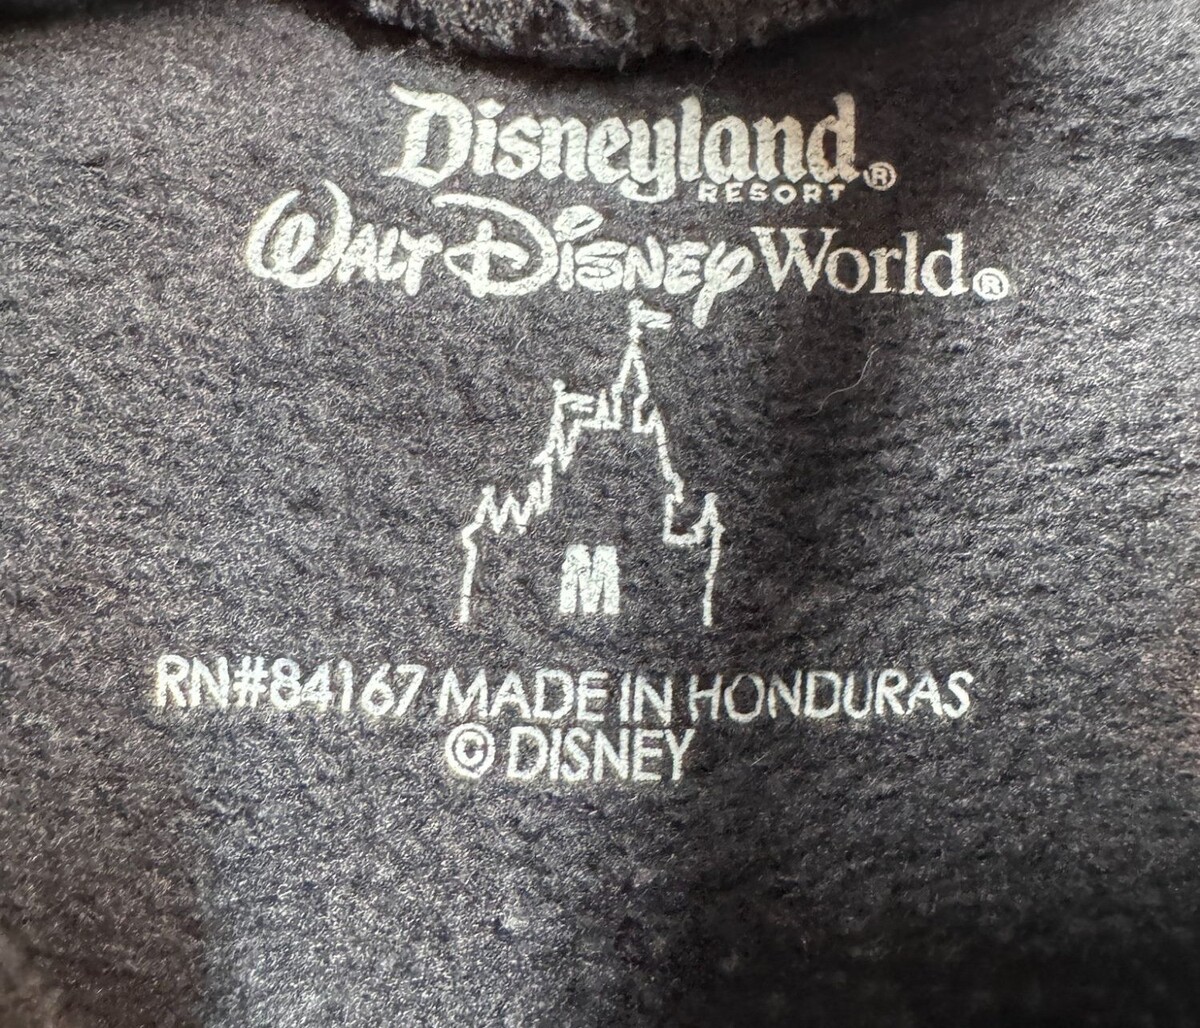 Disneyland®
RESORT
WALT DISNEY World®
M
RN#84167 MADE IN HONDURAS
© DISNEY